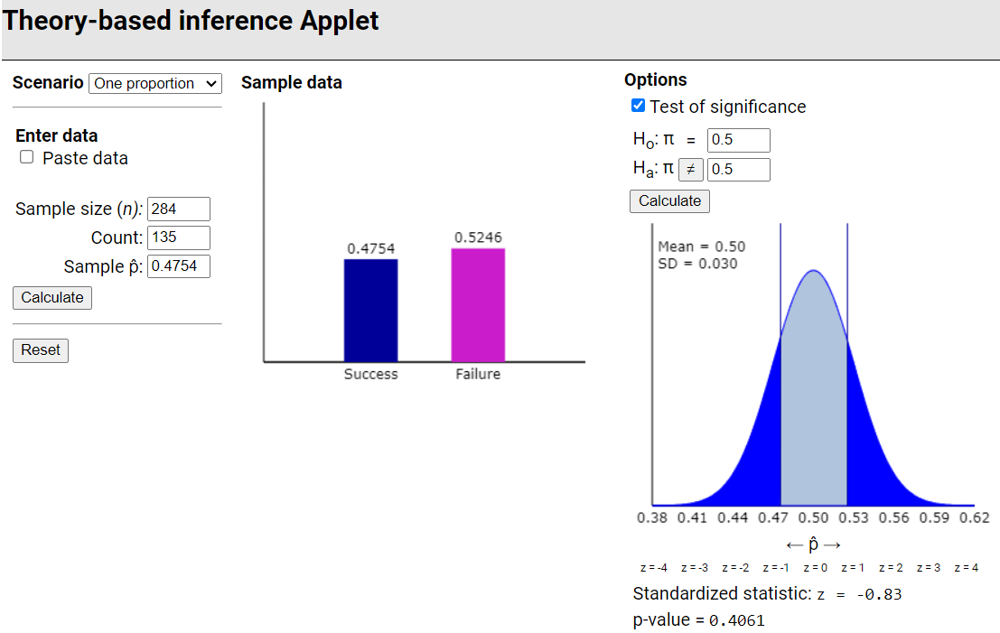 Theory-based inference Applet
Scenario One proportion
Enter data
Paste data
Sample size (n): 284
Count: 135
Sample p̂: 0.4754
Calculate
Reset
Sample data
0.4754
0.5246
Success Failure
Options
Test of significance
Ho: π = 0.5
Ha: π ≠ 0.5
Calculate
Mean = 0.50
SD = 0.030
0.38 0.41 0.44 0.47 0.50 0.53 0.56 0.59 0.62
← p̂ →
z = -4 z = -3 z = -2 z = -1 z = 0 z = 1 z = 2 z = 3 z = 4
Standardized statistic: z = -0.83
p-value = 0.4061